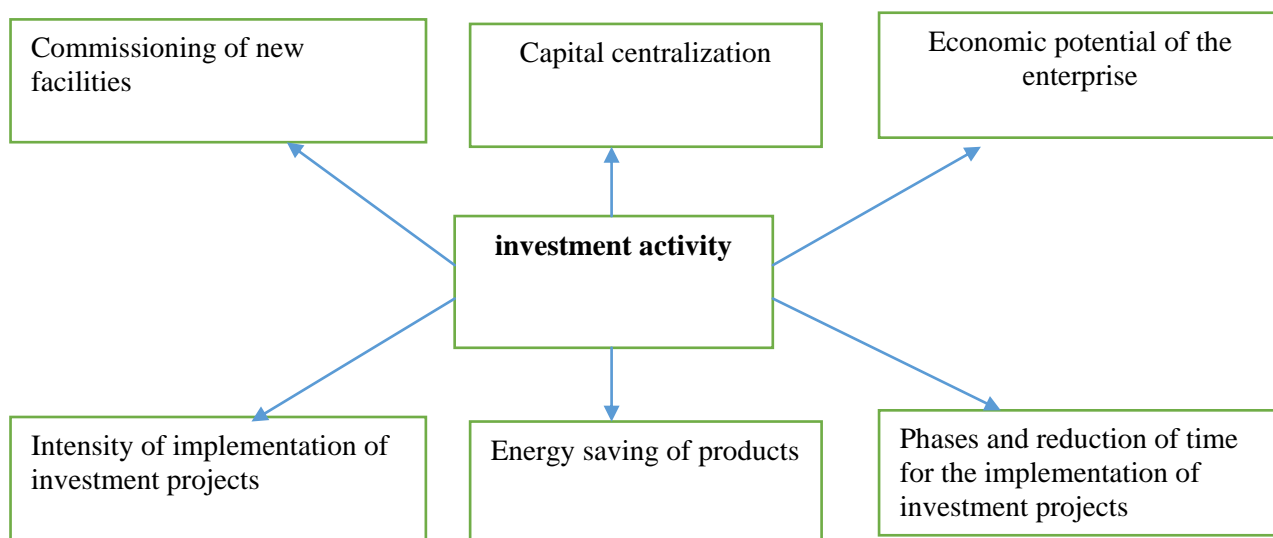 Commissioning of new
facilities
Capital centralization
Economic potential of the
enterprise
investment activity
Intensity of implementation of
investment projects
Energy saving of products
Phases and reduction of time
for the implementation of
investment projects